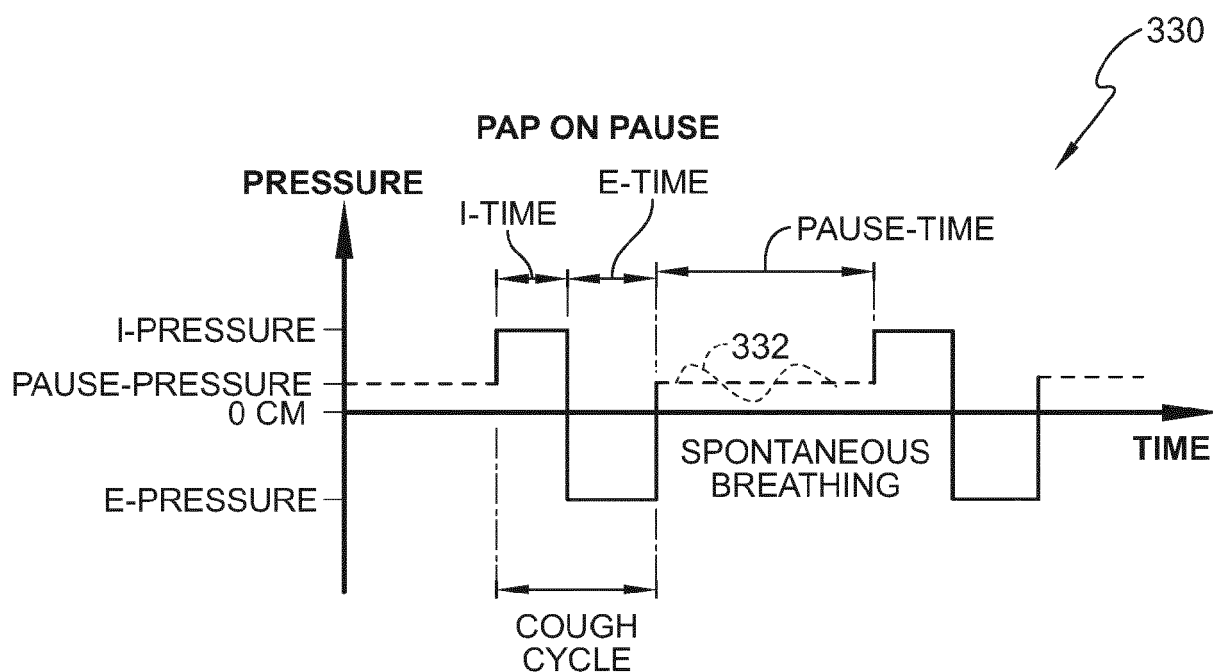 330
PAP ON PAUSE
PRESSURE
E-TIME
I-TIME
PAUSE-TIME
I-PRESSURE
332
PAUSE-PRESSURE
0 CM
TIME
SPONTANEOUS
BREATHING
E-PRESSURE
COUGH
CYCLE